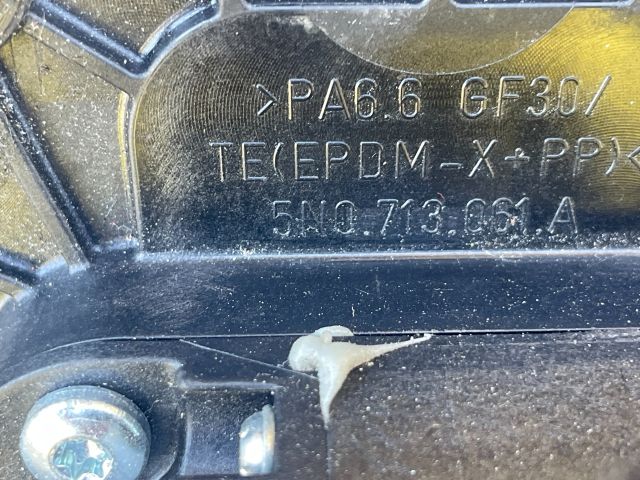 >PA6.6 GF30/
TE(EPDM-X+PP)<
5N0.713.061.A